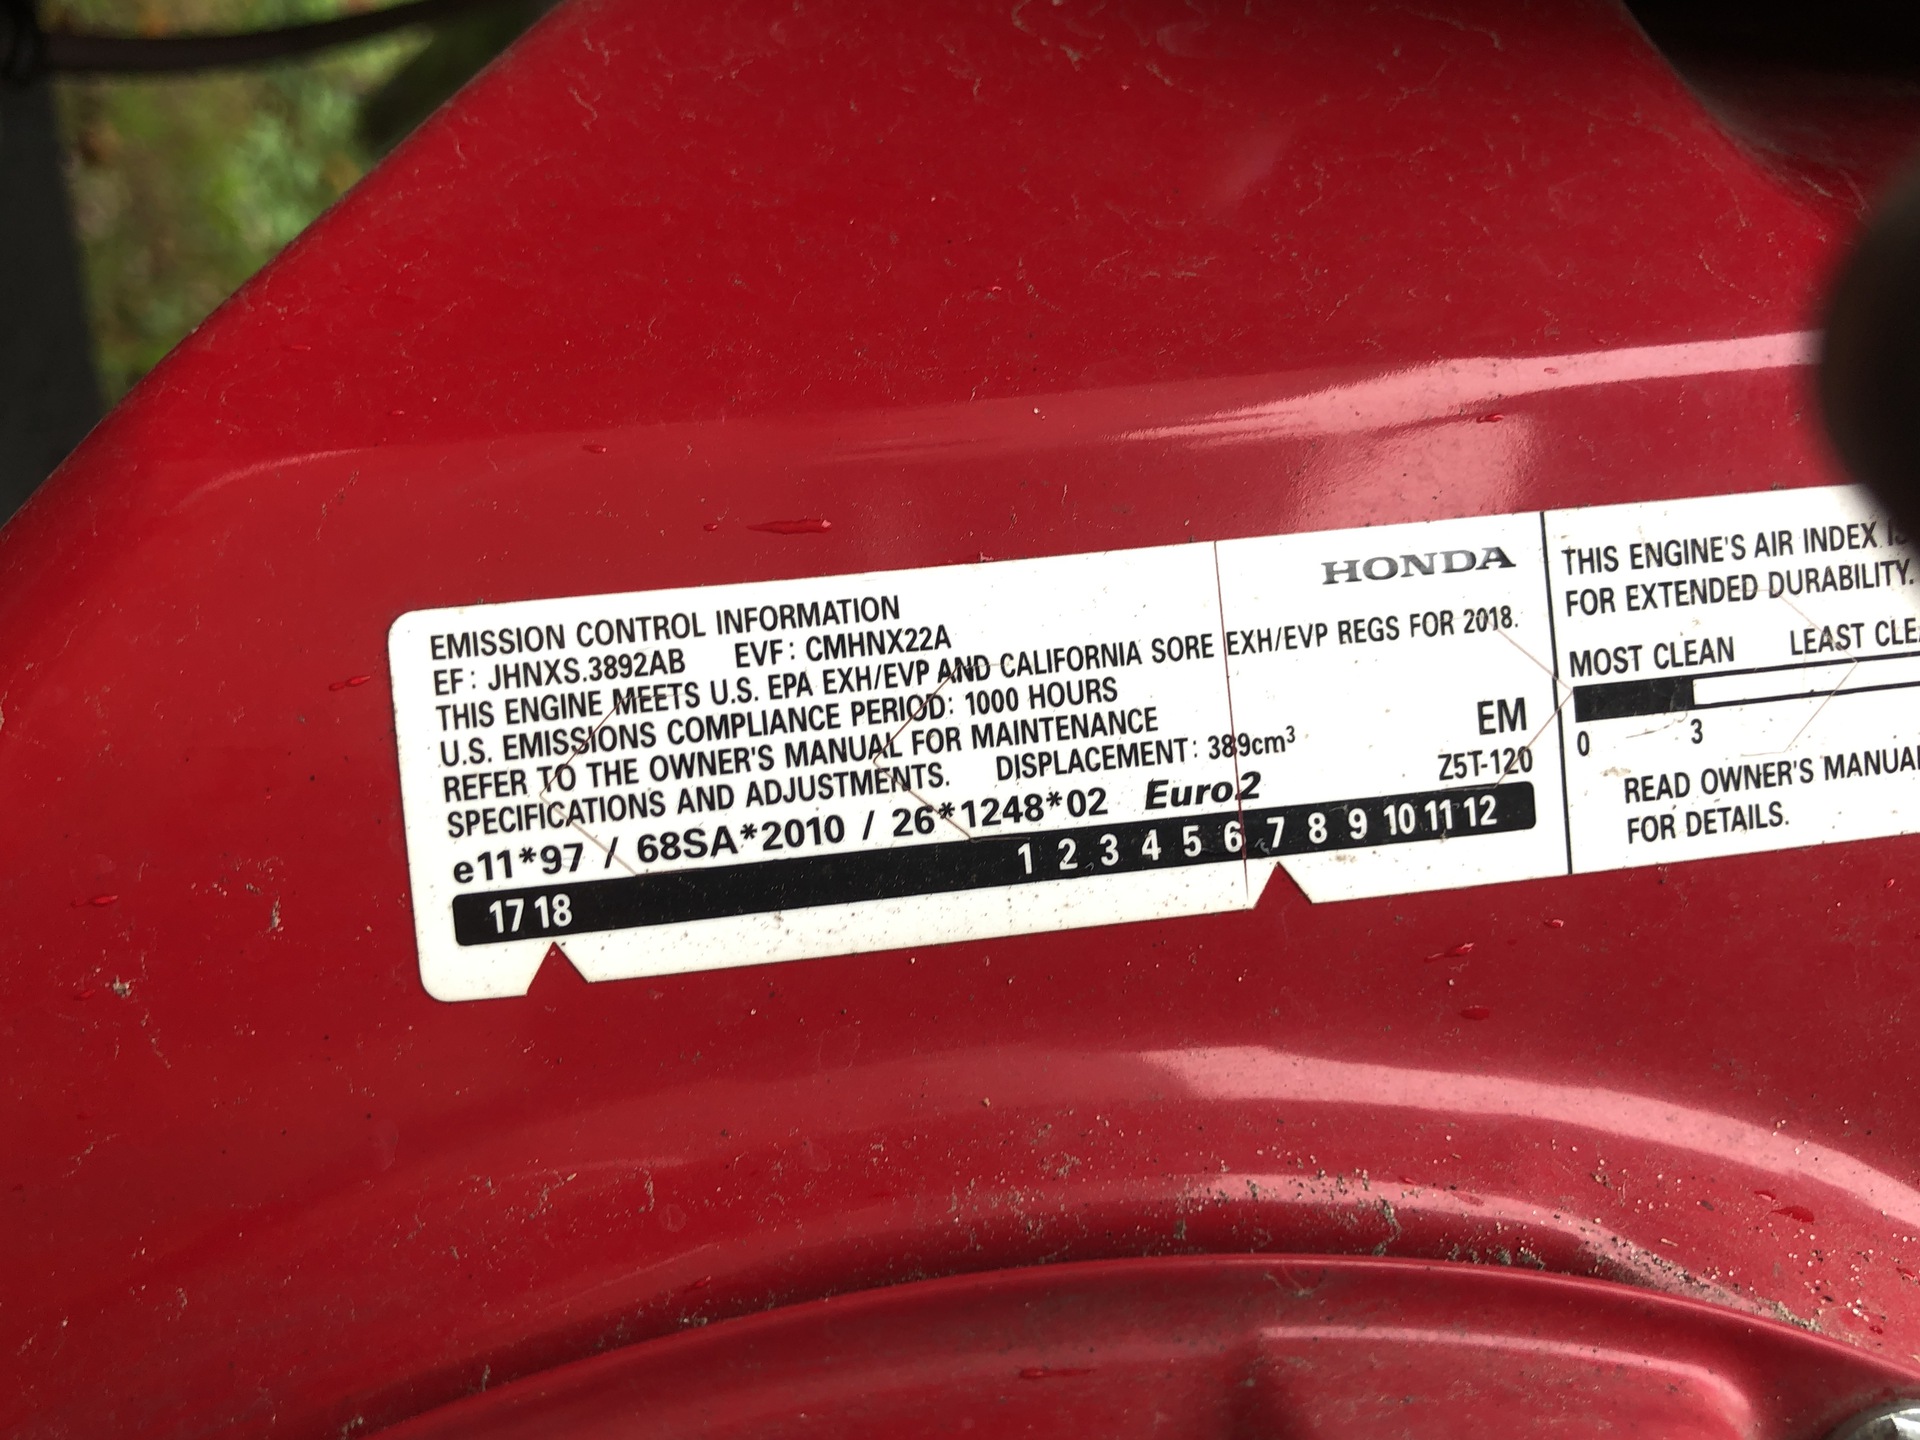 HONDA
EMISSION CONTROL INFORMATION
EF: JHNXS.3892AB EVF: CMHNX22A
THIS ENGINE MEETS U.S. EPA EXH/EVP AND CALIFORNIA SORE EXH/EVP REGS FOR 2018.
U.S. EMISSIONS COMPLIANCE PERIOD: 1000 HOURS
REFER TO THE OWNER'S MANUAL FOR MAINTENANCE
SPECIFICATIONS AND ADJUSTMENTS. DISPLACEMENT: 389cm³
EM
e11*97 / 68SA*2010 / 26*1248*02 Euro2
Z5T-120
17 18 1 2 3 4 5 6 7 8 9 10 11 12
THIS ENGINE'S AIR INDEX
FOR EXTENDED DURABILITY.
MOST CLEAN LEAST
0 3
READ OWNER'S
FOR DETAILS.